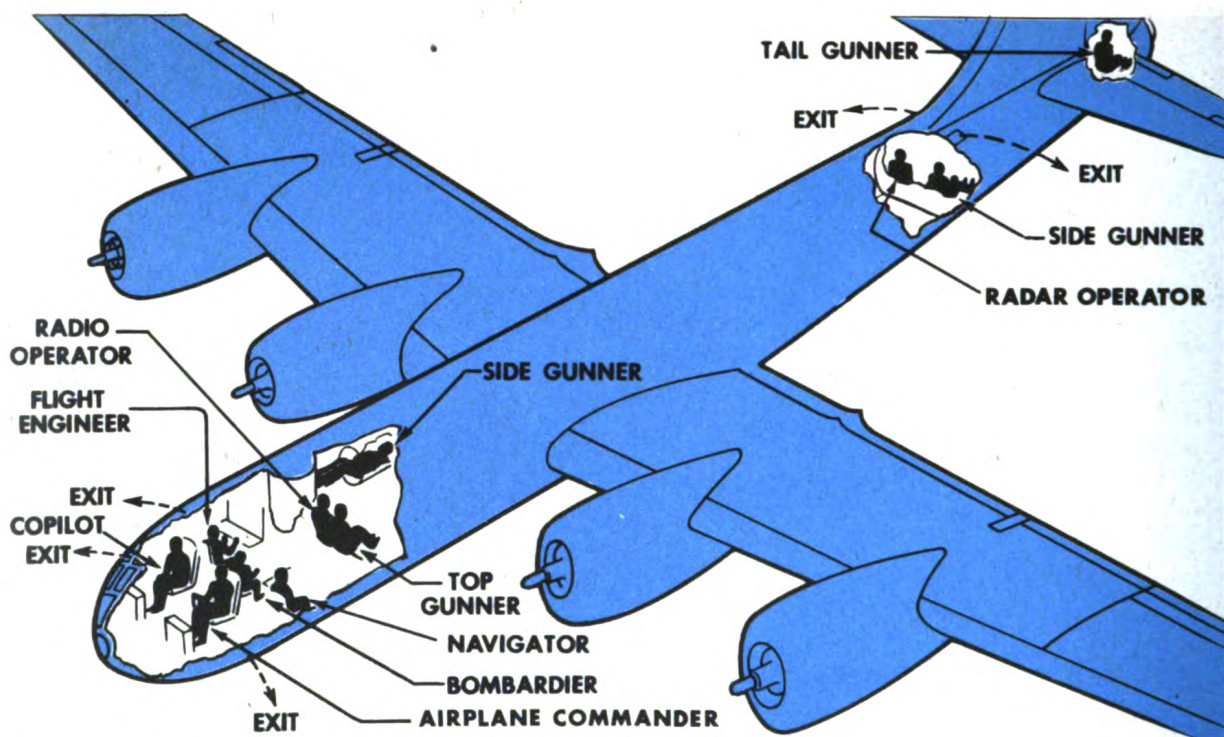 TAIL GUNNER
EXIT
EXIT
SIDE GUNNER
RADAR OPERATOR
RADIO
OPERATOR
SIDE GUNNER
FLIGHT
ENGINEER
EXIT
COPILOT
EXIT
TOP
GUNNER
NAVIGATOR
BOMBARDIER
EXIT
AIRPLANE COMMANDER